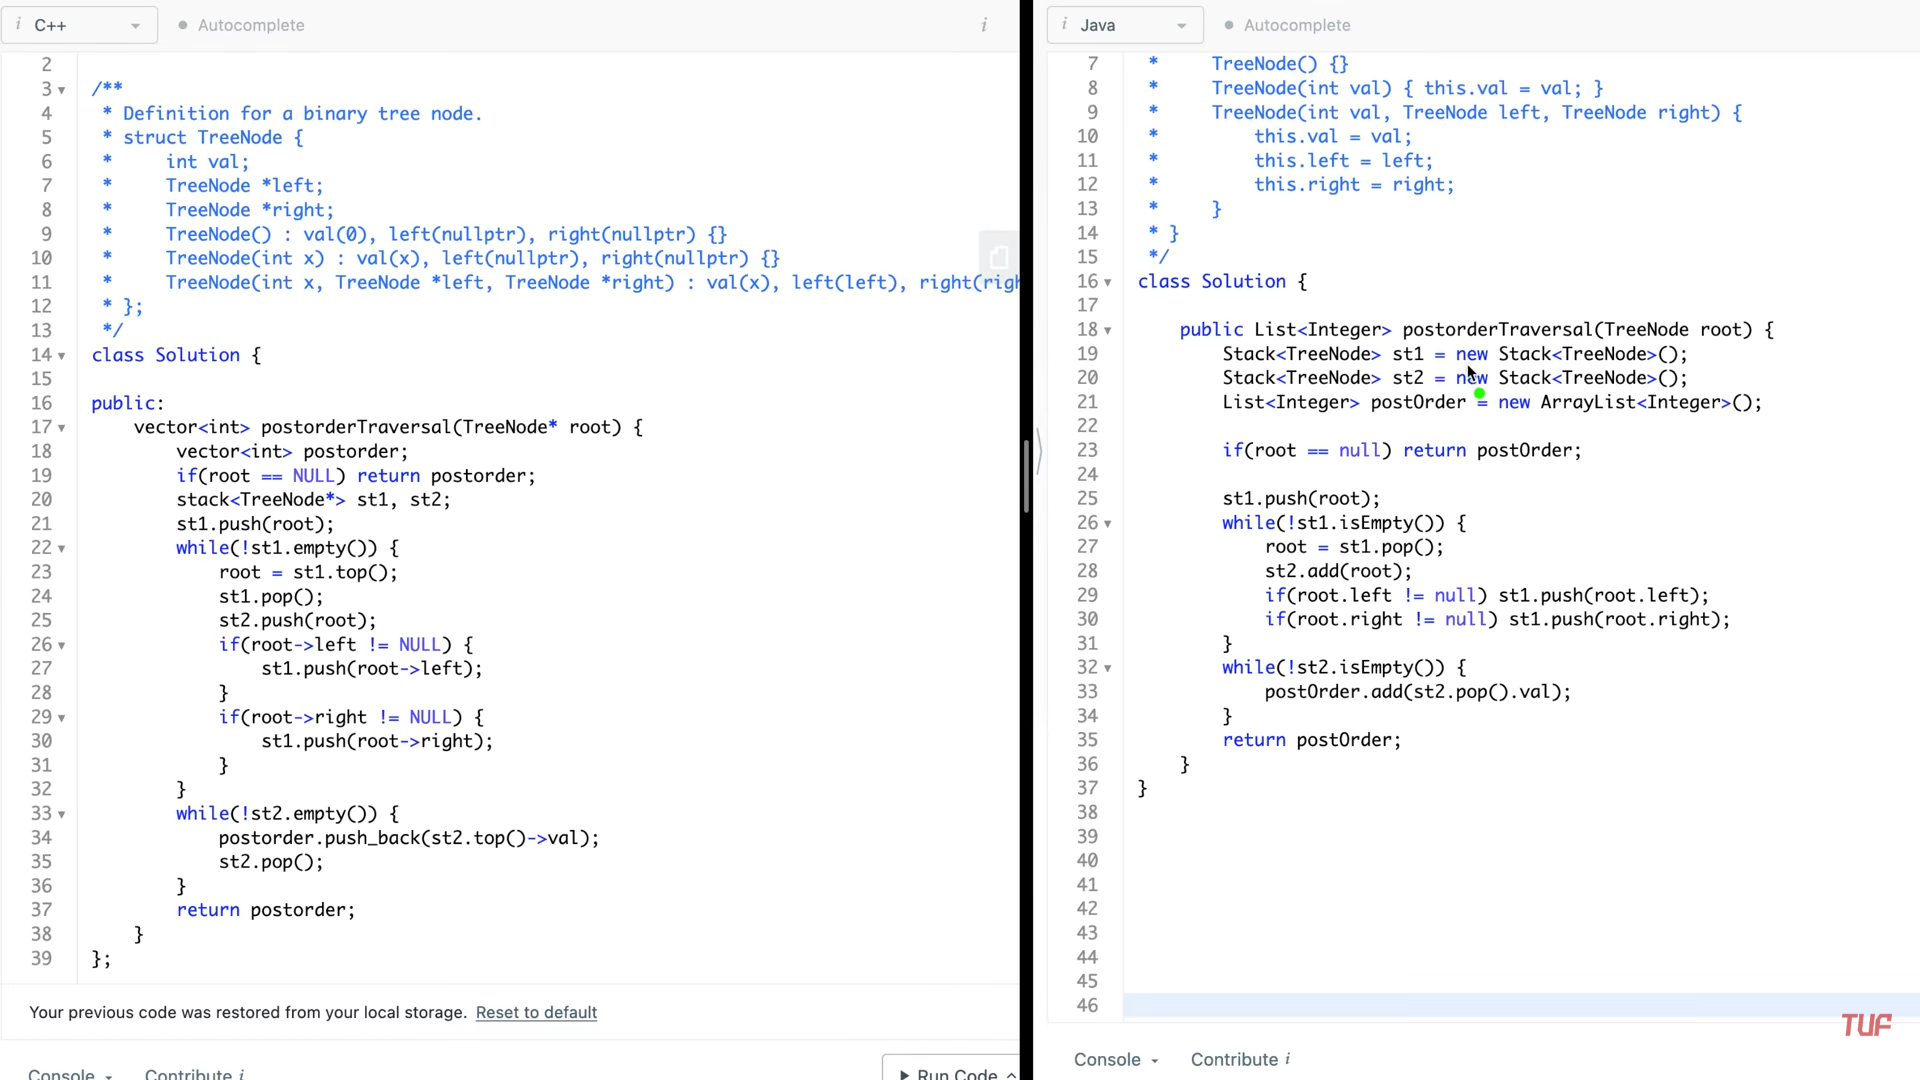 i C++ Autocomplete i
2
3 /**
4 * Definition for a binary tree node.
5 * struct TreeNode {
6 * int val;
7 * TreeNode *left;
8 * TreeNode *right;
9 * TreeNode() : val(0), left(nullptr), right(nullptr) {}
10 * TreeNode(int x) : val(x), left(nullptr), right(nullptr) {}
11 * TreeNode(int x, TreeNode *left, TreeNode *right) : val(x), left(left), right(righ
12 * };
13 */
14 class Solution {
15
16 public:
17 vector<int> postorderTraversal(TreeNode* root) {
18 vector<int> postorder;
19 if(root == NULL) return postorder;
20 stack<TreeNode*> st1, st2;
21 st1.push(root);
22 while(!st1.empty()) {
23 root = st1.top();
24 st1.pop();
25 st2.push(root);
26 if(root->left != NULL) {
27 st1.push(root->left);
28 }
29 if(root->right != NULL) {
30 st1.push(root->right);
31 }
32 }
33 while(!st2.empty()) {
34 postorder.push_back(st2.top()->val);
35 st2.pop();
36 }
37 return postorder;
38 }
39 };
Your previous code was restored from your local storage. Reset to default
Console Contribute i Run Code
i Java Autocomplete
7 * TreeNode() {}
8 * TreeNode(int val) { this.val = val; }
9 * TreeNode(int val, TreeNode left, TreeNode right) {
10 * this.val = val;
11 * this.left = left;
12 * this.right = right;
13 * }
14 * }
15 */
16 class Solution {
17
18 public List<Integer> postorderTraversal(TreeNode root) {
19 Stack<TreeNode> st1 = new Stack<TreeNode>();
20 Stack<TreeNode> st2 = new Stack<TreeNode>();
21 List<Integer> postOrder = new ArrayList<Integer>();
22
23 if(root == null) return postOrder;
24
25 st1.push(root);
26 while(!st1.isEmpty()) {
27 root = st1.pop();
28 st2.add(root);
29 if(root.left != null) st1.push(root.left);
30 if(root.right != null) st1.push(root.right);
31 }
32 while(!st2.isEmpty()) {
33 postOrder.add(st2.pop().val);
34 }
35 return postOrder;
36 }
37 }
38
39
40
41
42
43
44
45
46
TUF
Console Contribute i